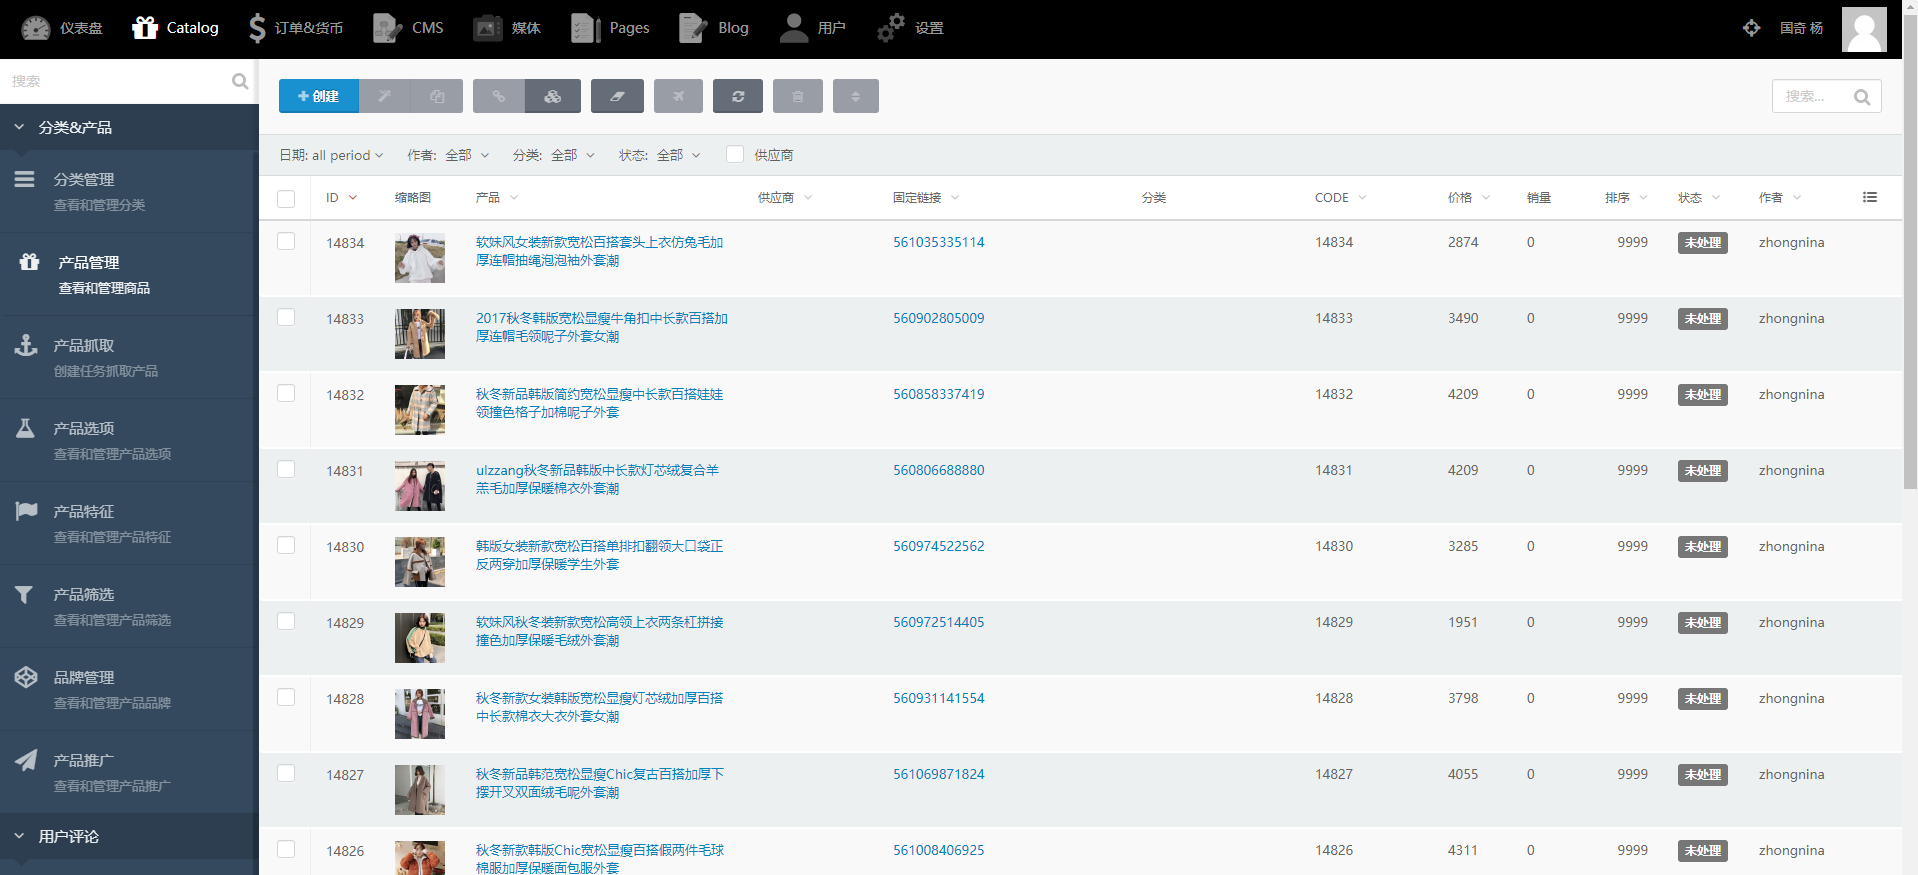 仪表盘 Catalog 订单&货币 CMS 媒体 Pages Blog 用户 设置 国奇 杨
搜索
创建 搜索...
分类&产品
日期: all period 作者: 全部 分类: 全部 状态: 全部 供应商
分类管理
查看和管理分类
产品管理
查看和管理商品
产品抓取
创建任务抓取产品
产品选项
查看和管理产品选项
产品特征
查看和管理产品特征
产品筛选
查看和管理产品筛选
品牌管理
查看和管理产品品牌
产品推广
查看和管理产品推广
用户评论
ID 缩略图 产品 供应商 固定链接 分类 CODE 价格 销量 排序 状态 作者
14834 软妹风女装新款宽松百搭套头上衣仿兔毛加 561035335114 14834 2874 0 9999 未处理 zhongnina
厚连帽抽绳泡泡袖外套潮
14833 2017秋冬韩版宽松显瘦牛角扣中长款百搭加 560902805009 14833 3490 0 9999 未处理 zhongnina
厚连帽毛领呢子外套女潮
14832 秋冬新品韩版简约宽松显瘦中长款百搭娃娃 560858337419 14832 4209 0 9999 未处理 zhongnina
领撞色格子加棉呢子外套
14831 ulzzang秋冬新品韩版中长款灯芯绒复合羊 560806688880 14831 4209 0 9999 未处理 zhongnina
羔毛加厚保暖棉衣外套潮
14830 韩版女装新款宽松百搭单排扣翻领大口袋正 560974522562 14830 3285 0 9999 未处理 zhongnina
反两穿加厚保暖学生外套
14829 软妹风秋冬装新款宽松高领上衣两条杠拼接 560972514405 14829 1951 0 9999 未处理 zhongnina
撞色加厚保暖毛绒外套潮
14828 秋冬新款女装韩版宽松显瘦灯芯绒加厚百搭 560931141554 14828 3798 0 9999 未处理 zhongnina
中长款棉衣大衣外套女潮
14827 秋冬新品韩范宽松显瘦Chic复古百搭加厚下 561069871824 14827 4055 0 9999 未处理 zhongnina
摆开叉双面绒毛呢外套潮
14826 秋冬新款韩版Chic宽松显瘦百搭假两件毛球 561008406925 14826 4311 0 9999 未处理 zhongnina
棉服加厚保暖面包服外套